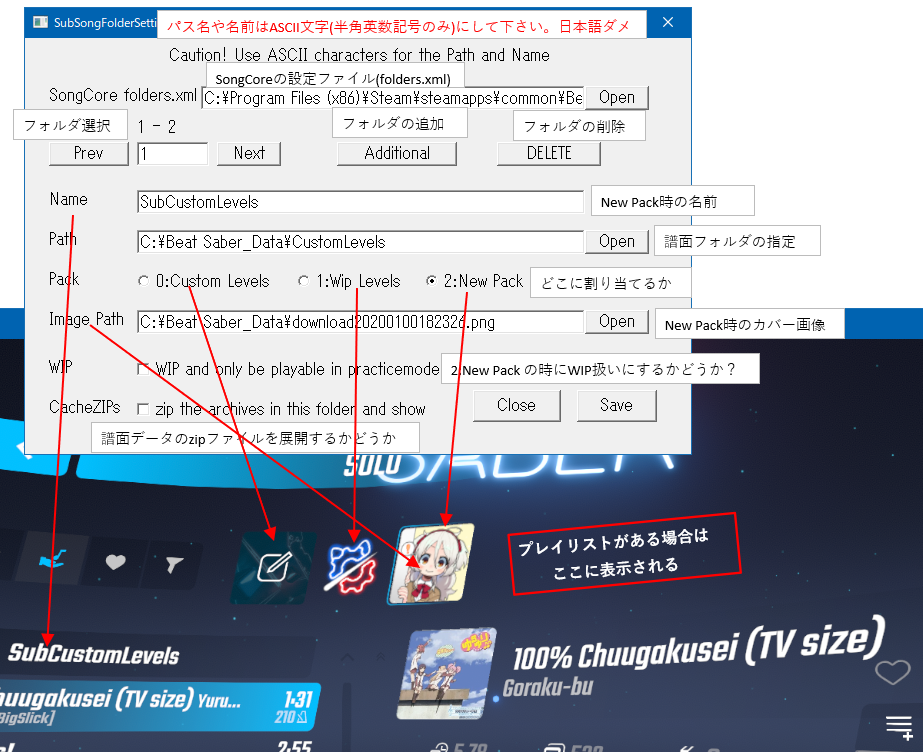 SubSongFolderSetti
パス名や名前はASCII文字(半角英数記号のみ)にして下さい。日本語ダメ
Caution! Use ASCII characters for the Path and Name
SongCoreの設定ファイル(folders.xml)
SongCore folders.xml C:¥Program Files (x86)¥Steam¥steamapps¥common¥Be Open
フォルダ選択 1 - 2 フォルダの追加 フォルダの削除
Prev 1 Next Additional DELETE
Name SubCustomLevels New Pack時の名前
Path C:¥Beat Saber_Data¥CustomLevels Open 譜面フォルダの指定
Pack 0:Custom Levels 1:Wip Levels 2:New Pack どこに割り当てるか
Image Path C:¥Beat Saber_Data¥download20200100182326.png Open New Pack時のカバー画像
WIP WIP and only be playable in practicemode 2:New Pack の時にWIP扱いにするかどうか？
CacheZIPs zip the archives in this folder and show Close Save
譜面データのzipファイルを展開するかどうか
SOLO
SABER
プレイリストがある場合は
ここに表示される
SubCustomLevels
100% Chuugakusei (TV size)
Goraku-bu
huugakusei (TV size) Yuru... 1:31
BigSlick] 210
2:55